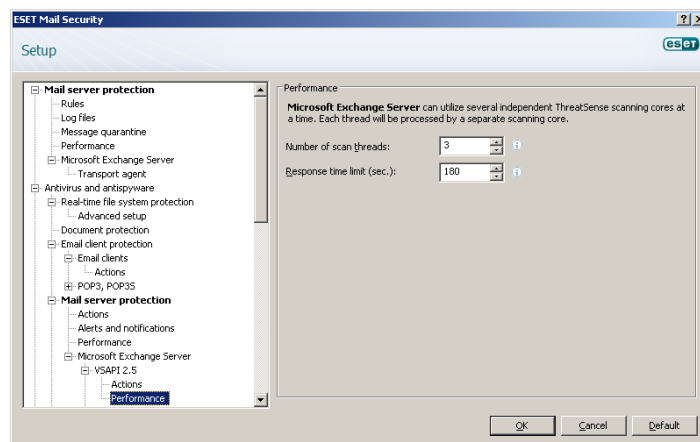 ESET Mail Security
Setup
eset
Mail server protection
Rules
Log files
Message quarantine
Performance
Microsoft Exchange Server
Transport agent
Antivirus and antispyware
Real-time file system protection
Advanced setup
Document protection
Email client protection
Email clients
Actions
POP3, POP3S
Mail server protection
Actions
Alerts and notifications
Performance
Microsoft Exchange Server
VSAPI 2.5
Actions
Performance
Performance
Microsoft Exchange Server can utilize several independent ThreatSense scanning cores at
a time. Each thread will be processed by a separate scanning core.
Number of scan threads: 3
Response time limit (sec.): 180
OK Cancel Default